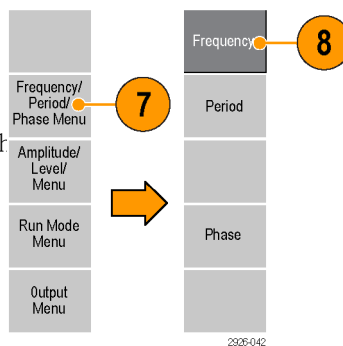 Frequency/
Period/
Phase Menu
7
Amplitude/
Level/
Menu
Run Mode
Menu
Output
Menu
Frequency
8
Period
Phase
2926-042